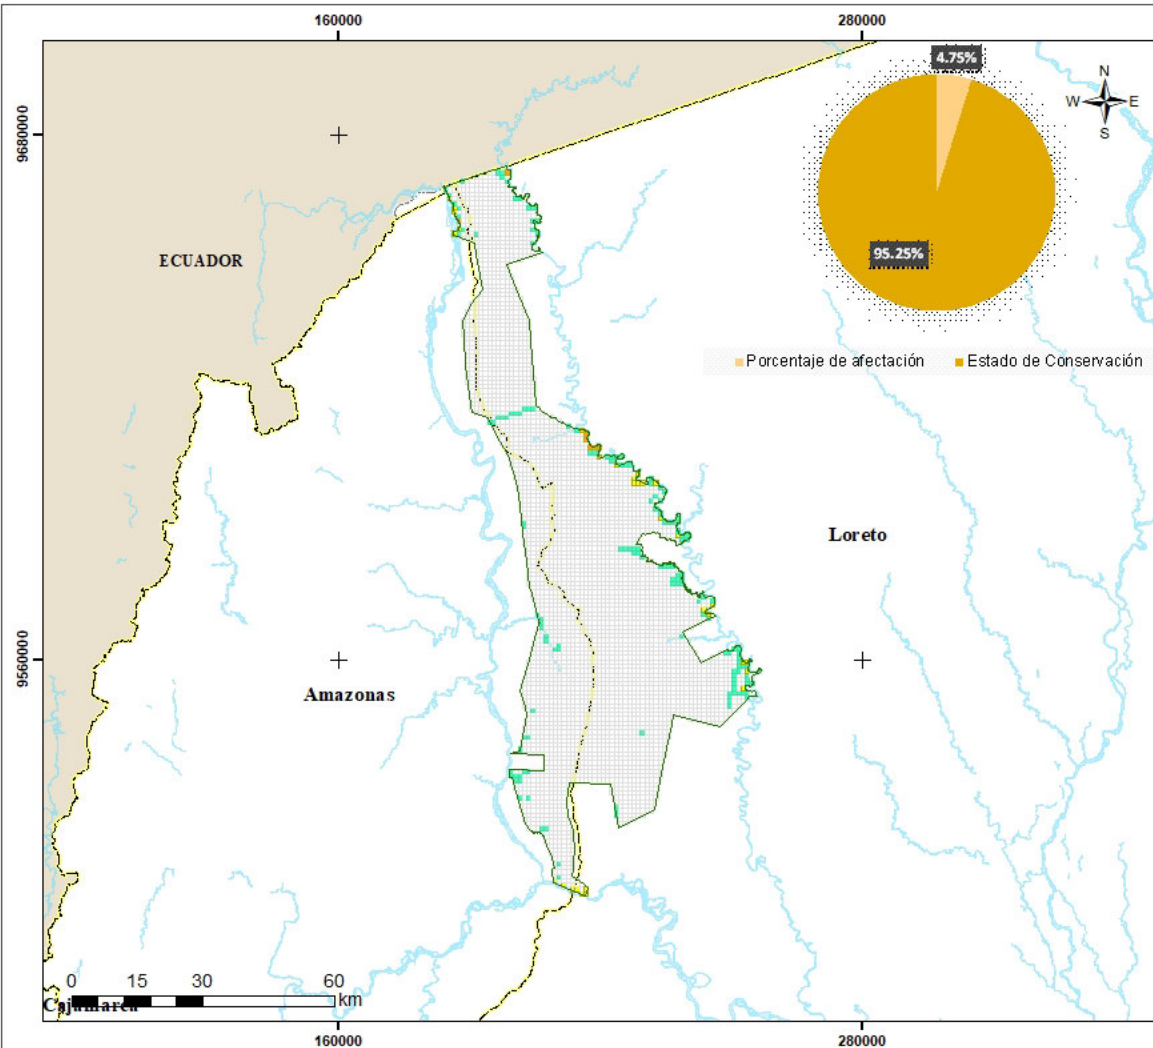 160000
280000
4.75%
N
W
E
S
9680000
95.25%
ECUADOR
Porcentaje de afectación
Estado de Conservación
Loreto
9560000
Amazonas
0
15
30
60
km
Cajamarca
160000
280000